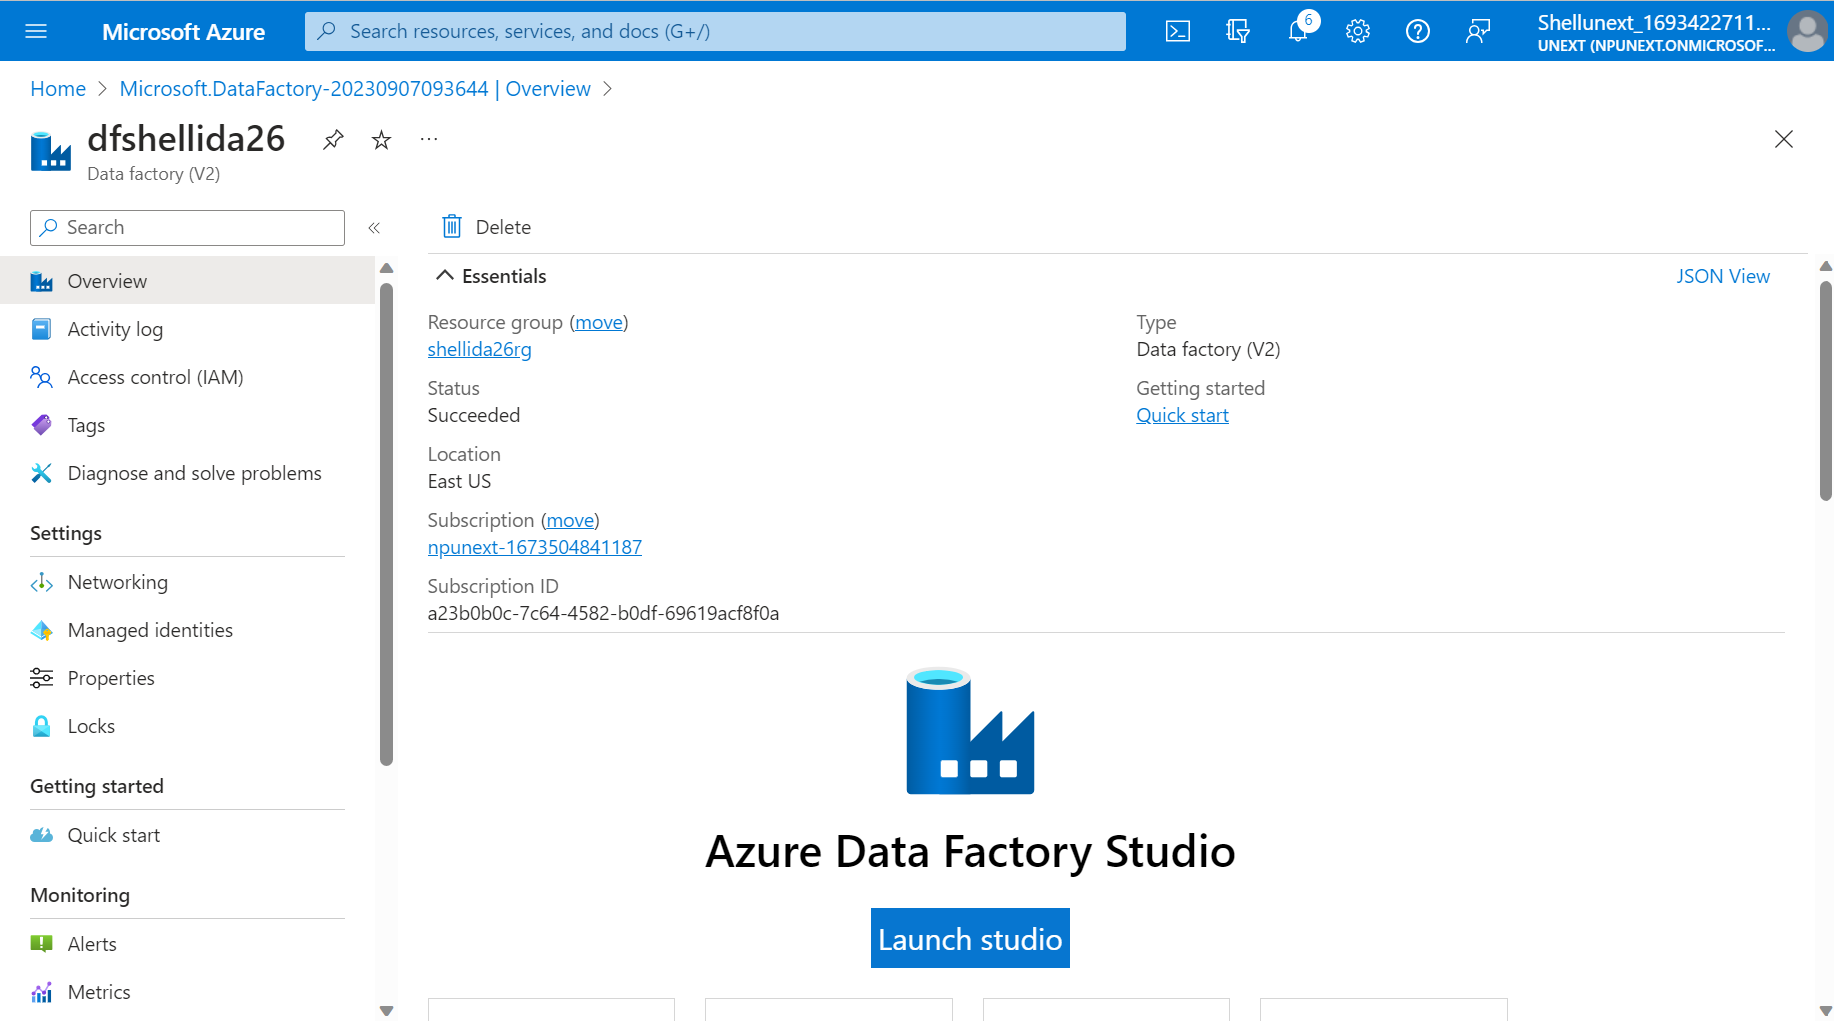 Microsoft Azure
Search resources, services, and docs (G+/)
6
Shellunext_1693422711...
UNEXT (NPUNEXT.ONMICROSOF...
Home > Microsoft.DataFactory-20230907093644 | Overview >
dfshellida26
...
Data factory (V2)
Search
«
Delete
Overview
Activity log
Access control (IAM)
Tags
Diagnose and solve problems
Settings
Networking
Managed identities
Properties
Locks
Getting started
Quick start
Monitoring
Alerts
Metrics
Essentials
JSON View
Resource group (move)
shellida26rg
Status
Succeeded
Location
East US
Subscription (move)
npunext-1673504841187
Subscription ID
a23b0b0c-7c64-4582-b0df-69619acf8f0a
Type
Data factory (V2)
Getting started
Quick start
Azure Data Factory Studio
Launch studio